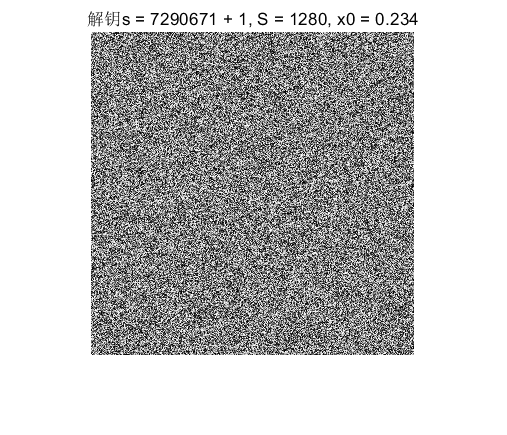 解钥s = 7290671 + 1, S = 1280, x0 = 0.234